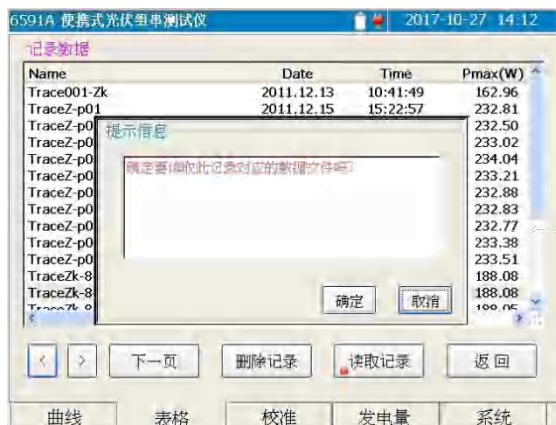 6591A 便携式光伏组串测试仪 2017-10-27 14:12
记录数据
Name Date Time Pmax(W)
Trace001-Zk 2011.12.13 10:41:49 162.96
TraceZ-p01 2011.12.15 15:22:57 232.81
TraceZ-p0 232.50
提示信息
TraceZ-p0 233.02
TraceZ-p0 234.04
确定要读取此记录对应的数据文件吗?
TraceZ-p0 233.21
TraceZ-p0 232.88
TraceZ-p0 232.83
TraceZ-p0 232.77
TraceZ-p0 233.38
TraceZ-p0 233.51
TraceZk-8 188.08
TraceZk-8 188.08
确定 取消
< > 下一页 删除记录 读取记录 返回
曲线 表格 校准 发电量 系统